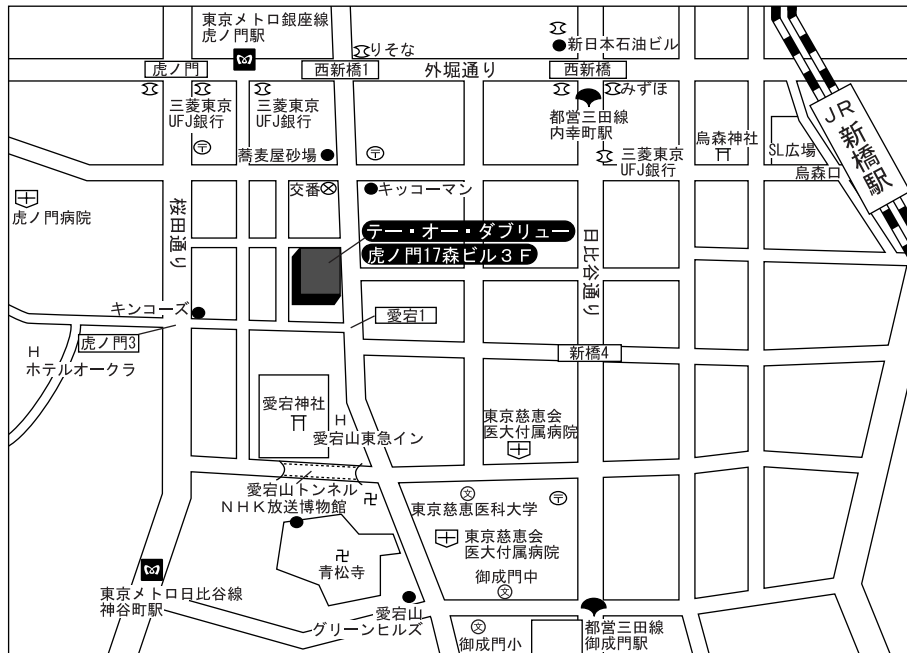 東京メトロ銀座線
虎ノ門駅
りそな
新日本石油ビル
虎ノ門
西新橋1
外堀通り
西新橋
三菱東京
UFJ銀行
三菱東京
UFJ銀行
みずほ
都営三田線
内幸町駅
JR新橋駅
蕎麦屋砂場
三菱東京
UFJ銀行
烏森神社
SL広場
烏森口
交番
キッコーマン
虎ノ門病院
桜田通り
テー・オー・ダブリュー
虎ノ門17森ビル3F
日比谷通り
キンコーズ
愛宕1
虎ノ門3
新橋4
H
ホテルオークラ
愛宕神社
H
愛宕山東急イン
東京慈恵会
医大付属病院
愛宕山トンネル
NHK放送博物館
文
東京慈恵医科大学
東京慈恵会
医大付属病院
青松寺
御成門中
文
東京メトロ日比谷線
神谷町駅
愛宕山
グリーンヒルズ
文
御成門小
都営三田線
御成門駅